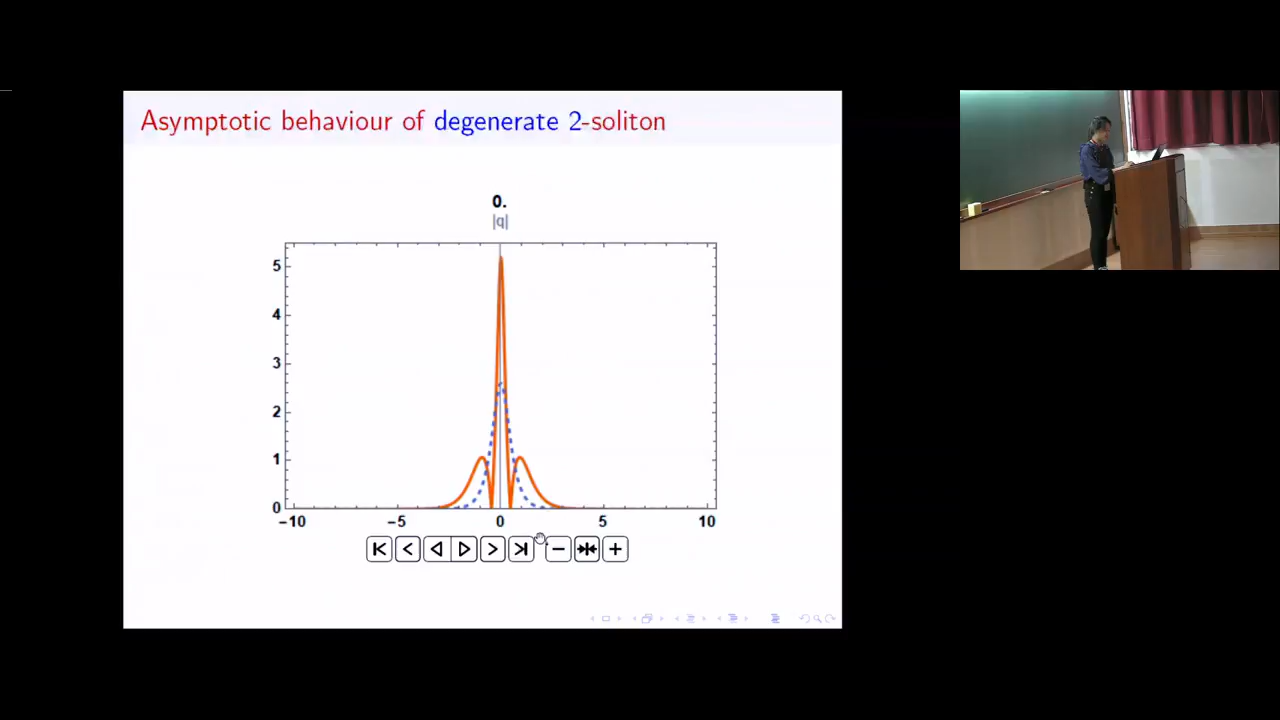 Asymptotic behaviour of degenerate 2-soliton
0.
|q|
5
4
3
2
1
0
−10 −5 0 5 10